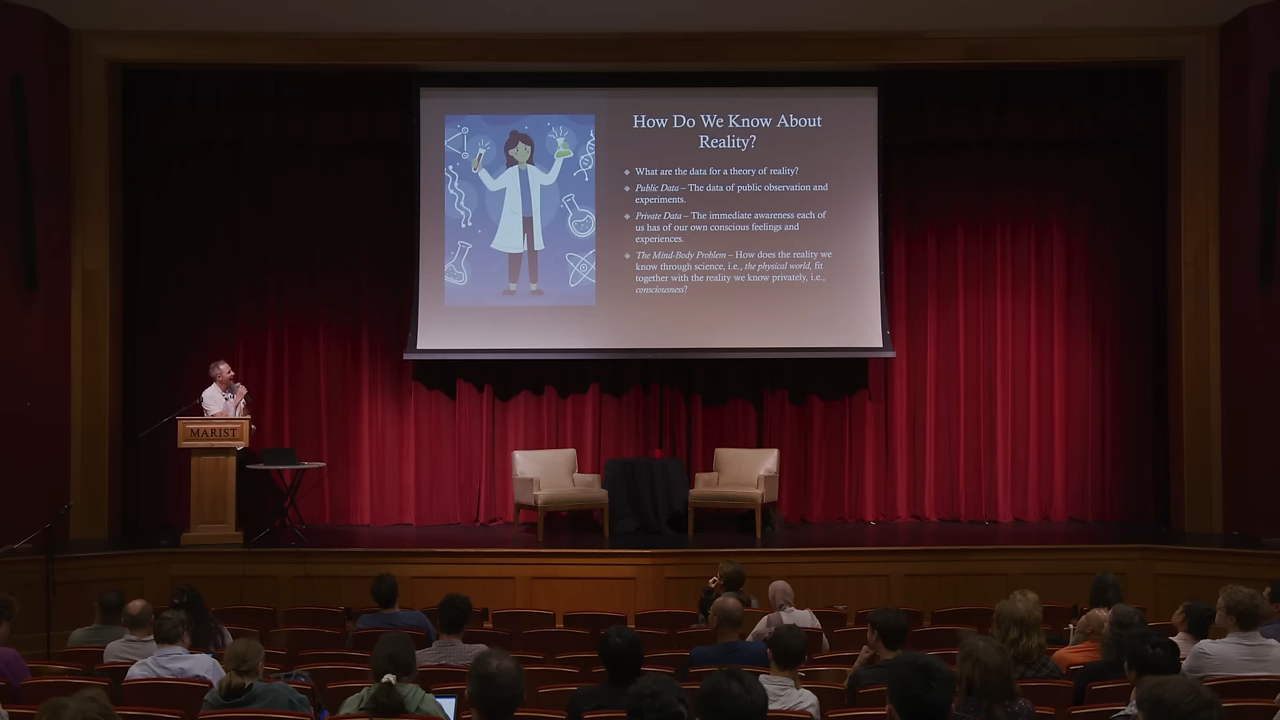 How Do We Know About
Reality?
What are the data for a theory of reality?
Public Data – The data of public observation and
experiments.
Private Data – The immediate awareness each of
us has of our own conscious feelings and
experiences.
The Mind-Body Problem – How does the reality we
know through science, i.e., the physical world, fit
together with the reality we know privately, i.e.,
consciousness?
MARIST